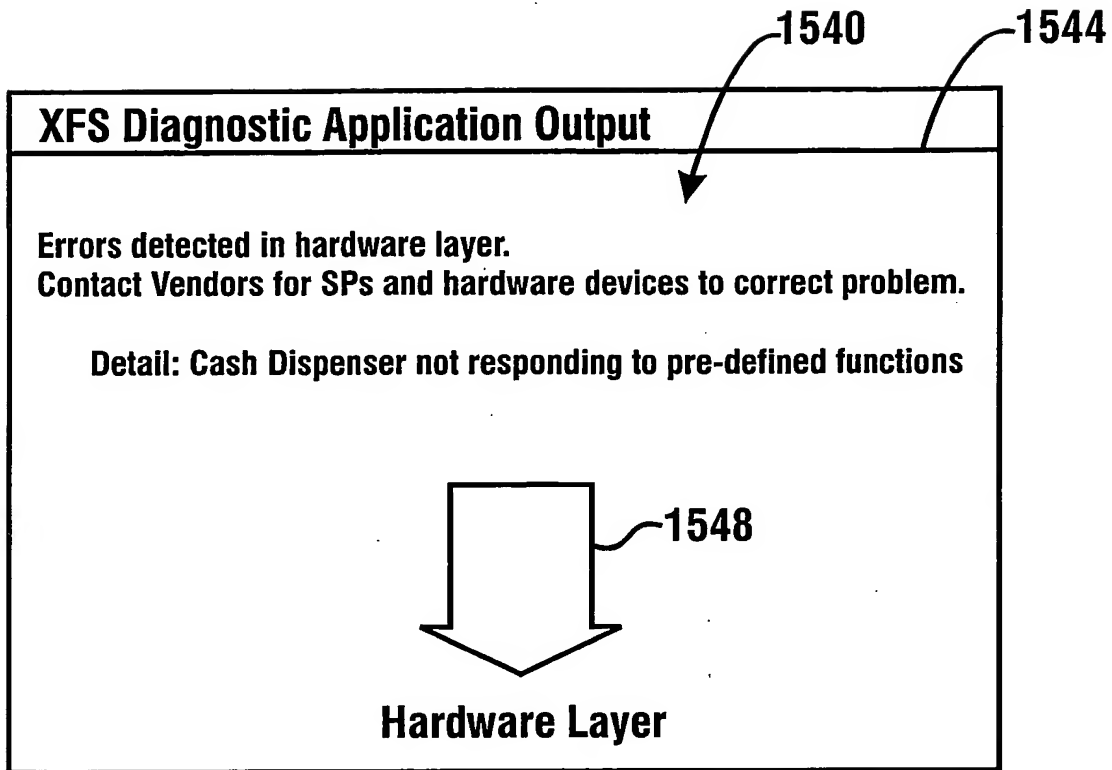 1540
1544
XFS Diagnostic Application Output
Errors detected in hardware layer.
Contact Vendors for SPs and hardware devices to correct problem.
Detail: Cash Dispenser not responding to pre-defined functions
1548
Hardware Layer